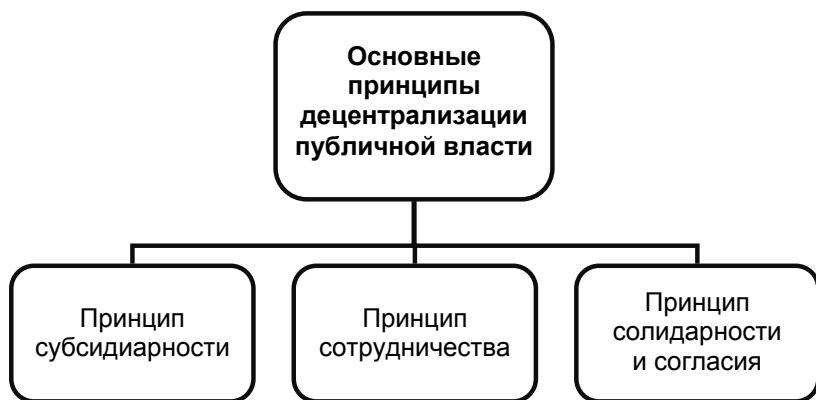 Основные
принципы
децентрализации
публичной власти
Принцип
субсидиарности
Принцип
сотрудничества
Принцип
солидарности
и согласия